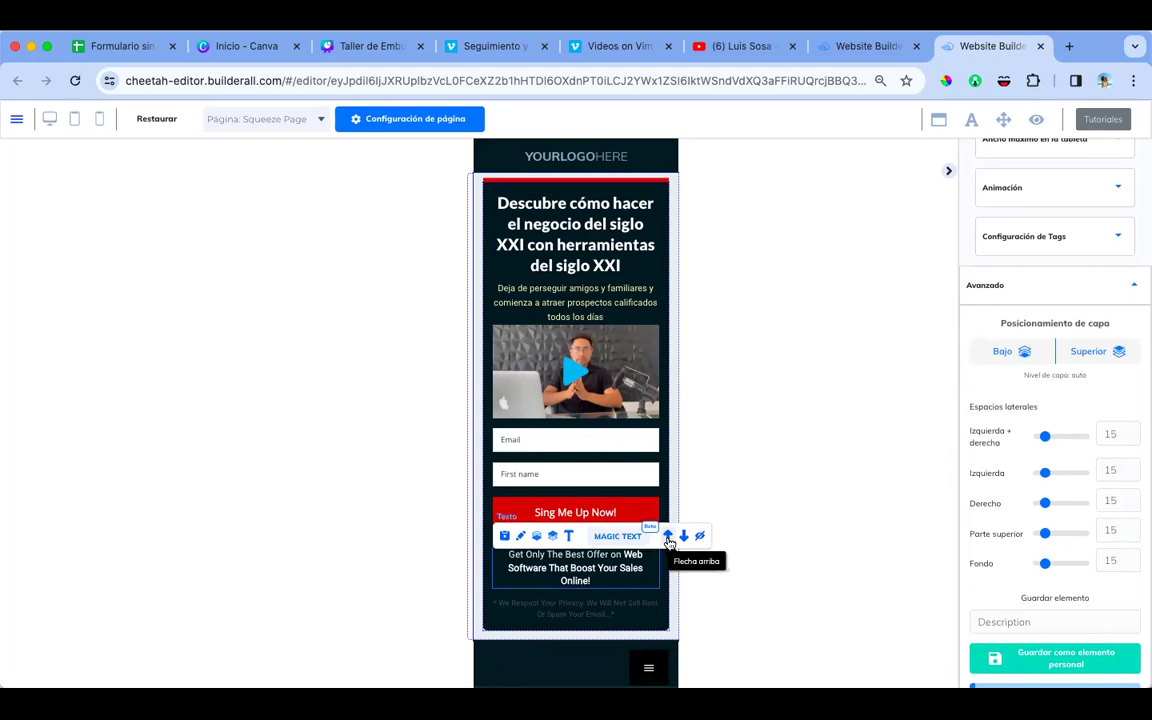 Formulario sin
Inicio - Canva
Taller de Embu
Seguimiento y
Videos on Vim
(6) Luis Sosa -
Website Builde
Website Builde
cheetah-editor.builderall.com/#/editor/eyJpdiI6IjJXRUplbzVcL0FCeXZ2b1hHTDl6OXdnPT0iLCJ2YWx1ZSI6IktWSndVdXQ3aFFiRUQrcjBBQ3...
Restaurar
Página: Squeeze Page
Configuración de página
Tutoriales
YOURLOGOHERE
Descubre cómo hacer
el negocio del siglo
XXI con herramientas
del siglo XXI
Deja de perseguir amigos y familiares y
comienza a atraer prospectos calificados
todos los días
Email
First name
Sing Me Up Now!
Texto
Beta
MAGIC TEXT
Flecha arriba
Get Only The Best Offer on Web
Software That Boost Your Sales
Online!
* We Respect Your Privacy. We Will Not Sell Rent
Or Spam Your Email...*
Ancho máximo en la tableta
Animación
Configuración de Tags
Avanzado
Posicionamiento de capa
Bajo
Superior
Nivel de capa: auto
Espacios laterales
Izquierda +
derecha
15
Izquierda
15
Derecho
15
Parte superior
15
Fondo
15
Guardar elemento
Description
Guardar como elemento
personal